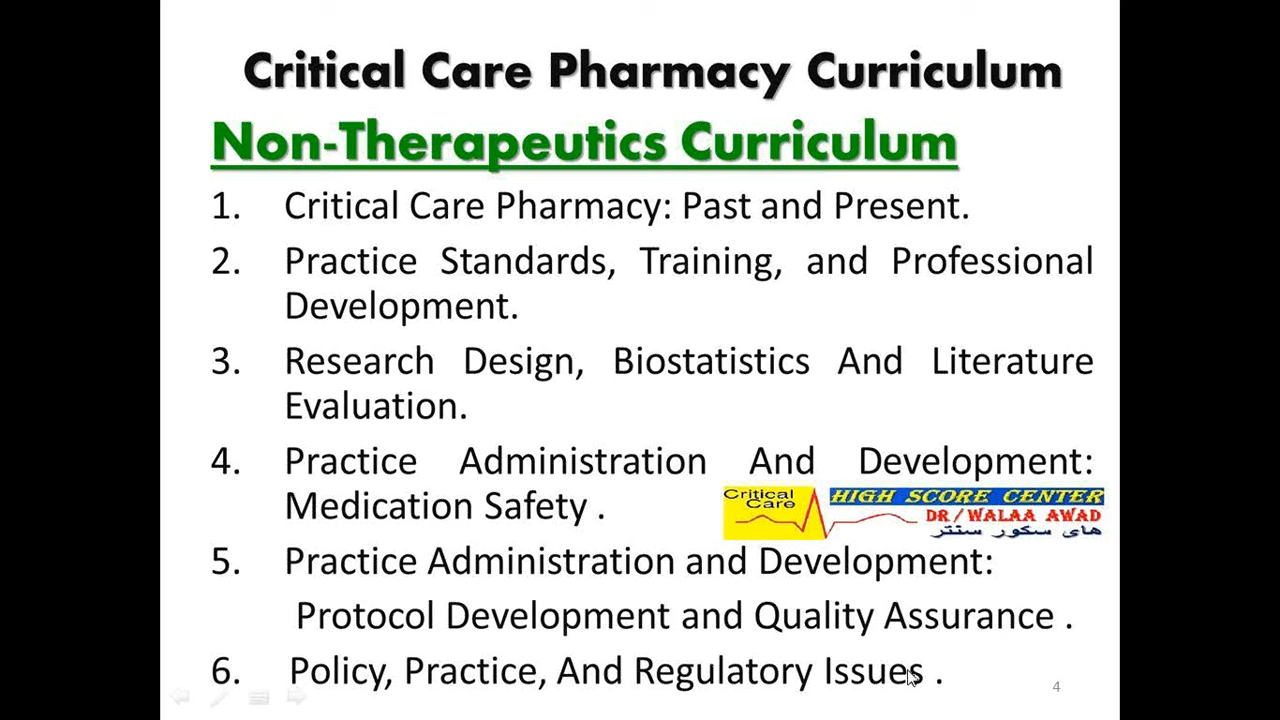 Critical Care Pharmacy Curriculum
Non-Therapeutics Curriculum
1. Critical Care Pharmacy: Past and Present.
2. Practice Standards, Training, and Professional
Development.
3. Research Design, Biostatistics And Literature
Evaluation.
4. Practice Administration And Development:
Medication Safety .
Critical
Care
HIGH SCORE CENTER
DR/WALAA AWAD
هاى سكور سنتر
5. Practice Administration and Development:
Protocol Development and Quality Assurance .
6. Policy, Practice, And Regulatory Issues .
4